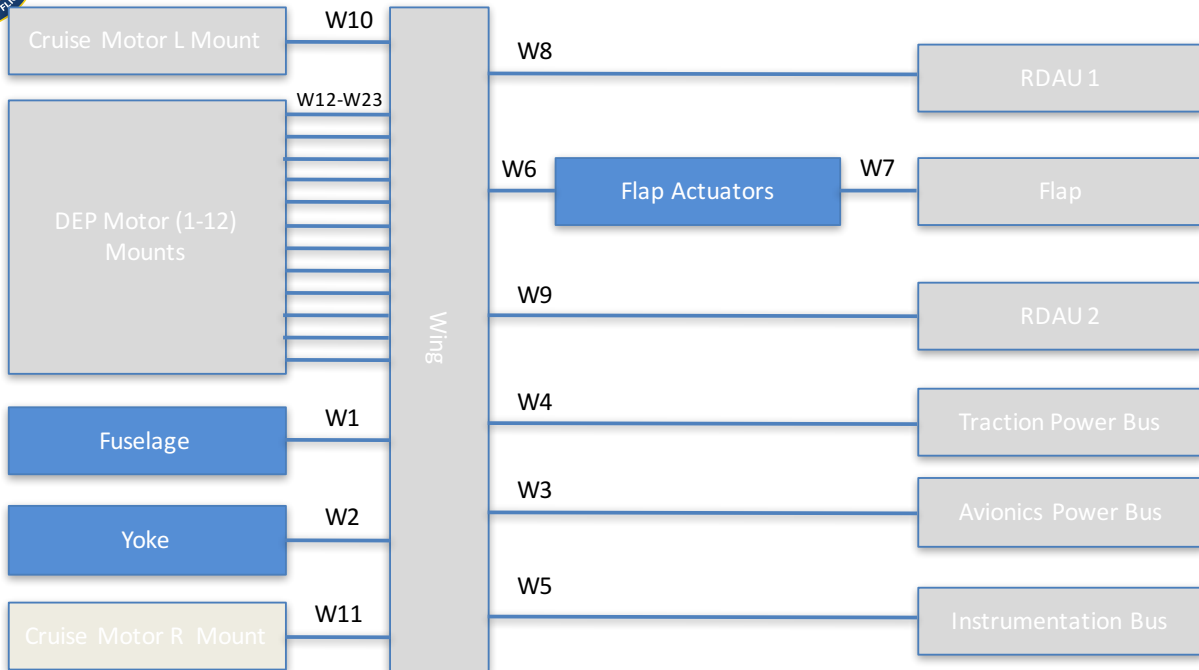 Cruise Motor L Mount
W10
W12-W23
DEP Motor (1-12)
Mounts
Fuselage
W1
Yoke
W2
Cruise Motor R Mount
W11
Wing
W8
RDAU 1
W6
Flap Actuators
W7
Flap
W9
RDAU 2
W4
Traction Power Bus
W3
Avionics Power Bus
W5
Instrumentation Bus